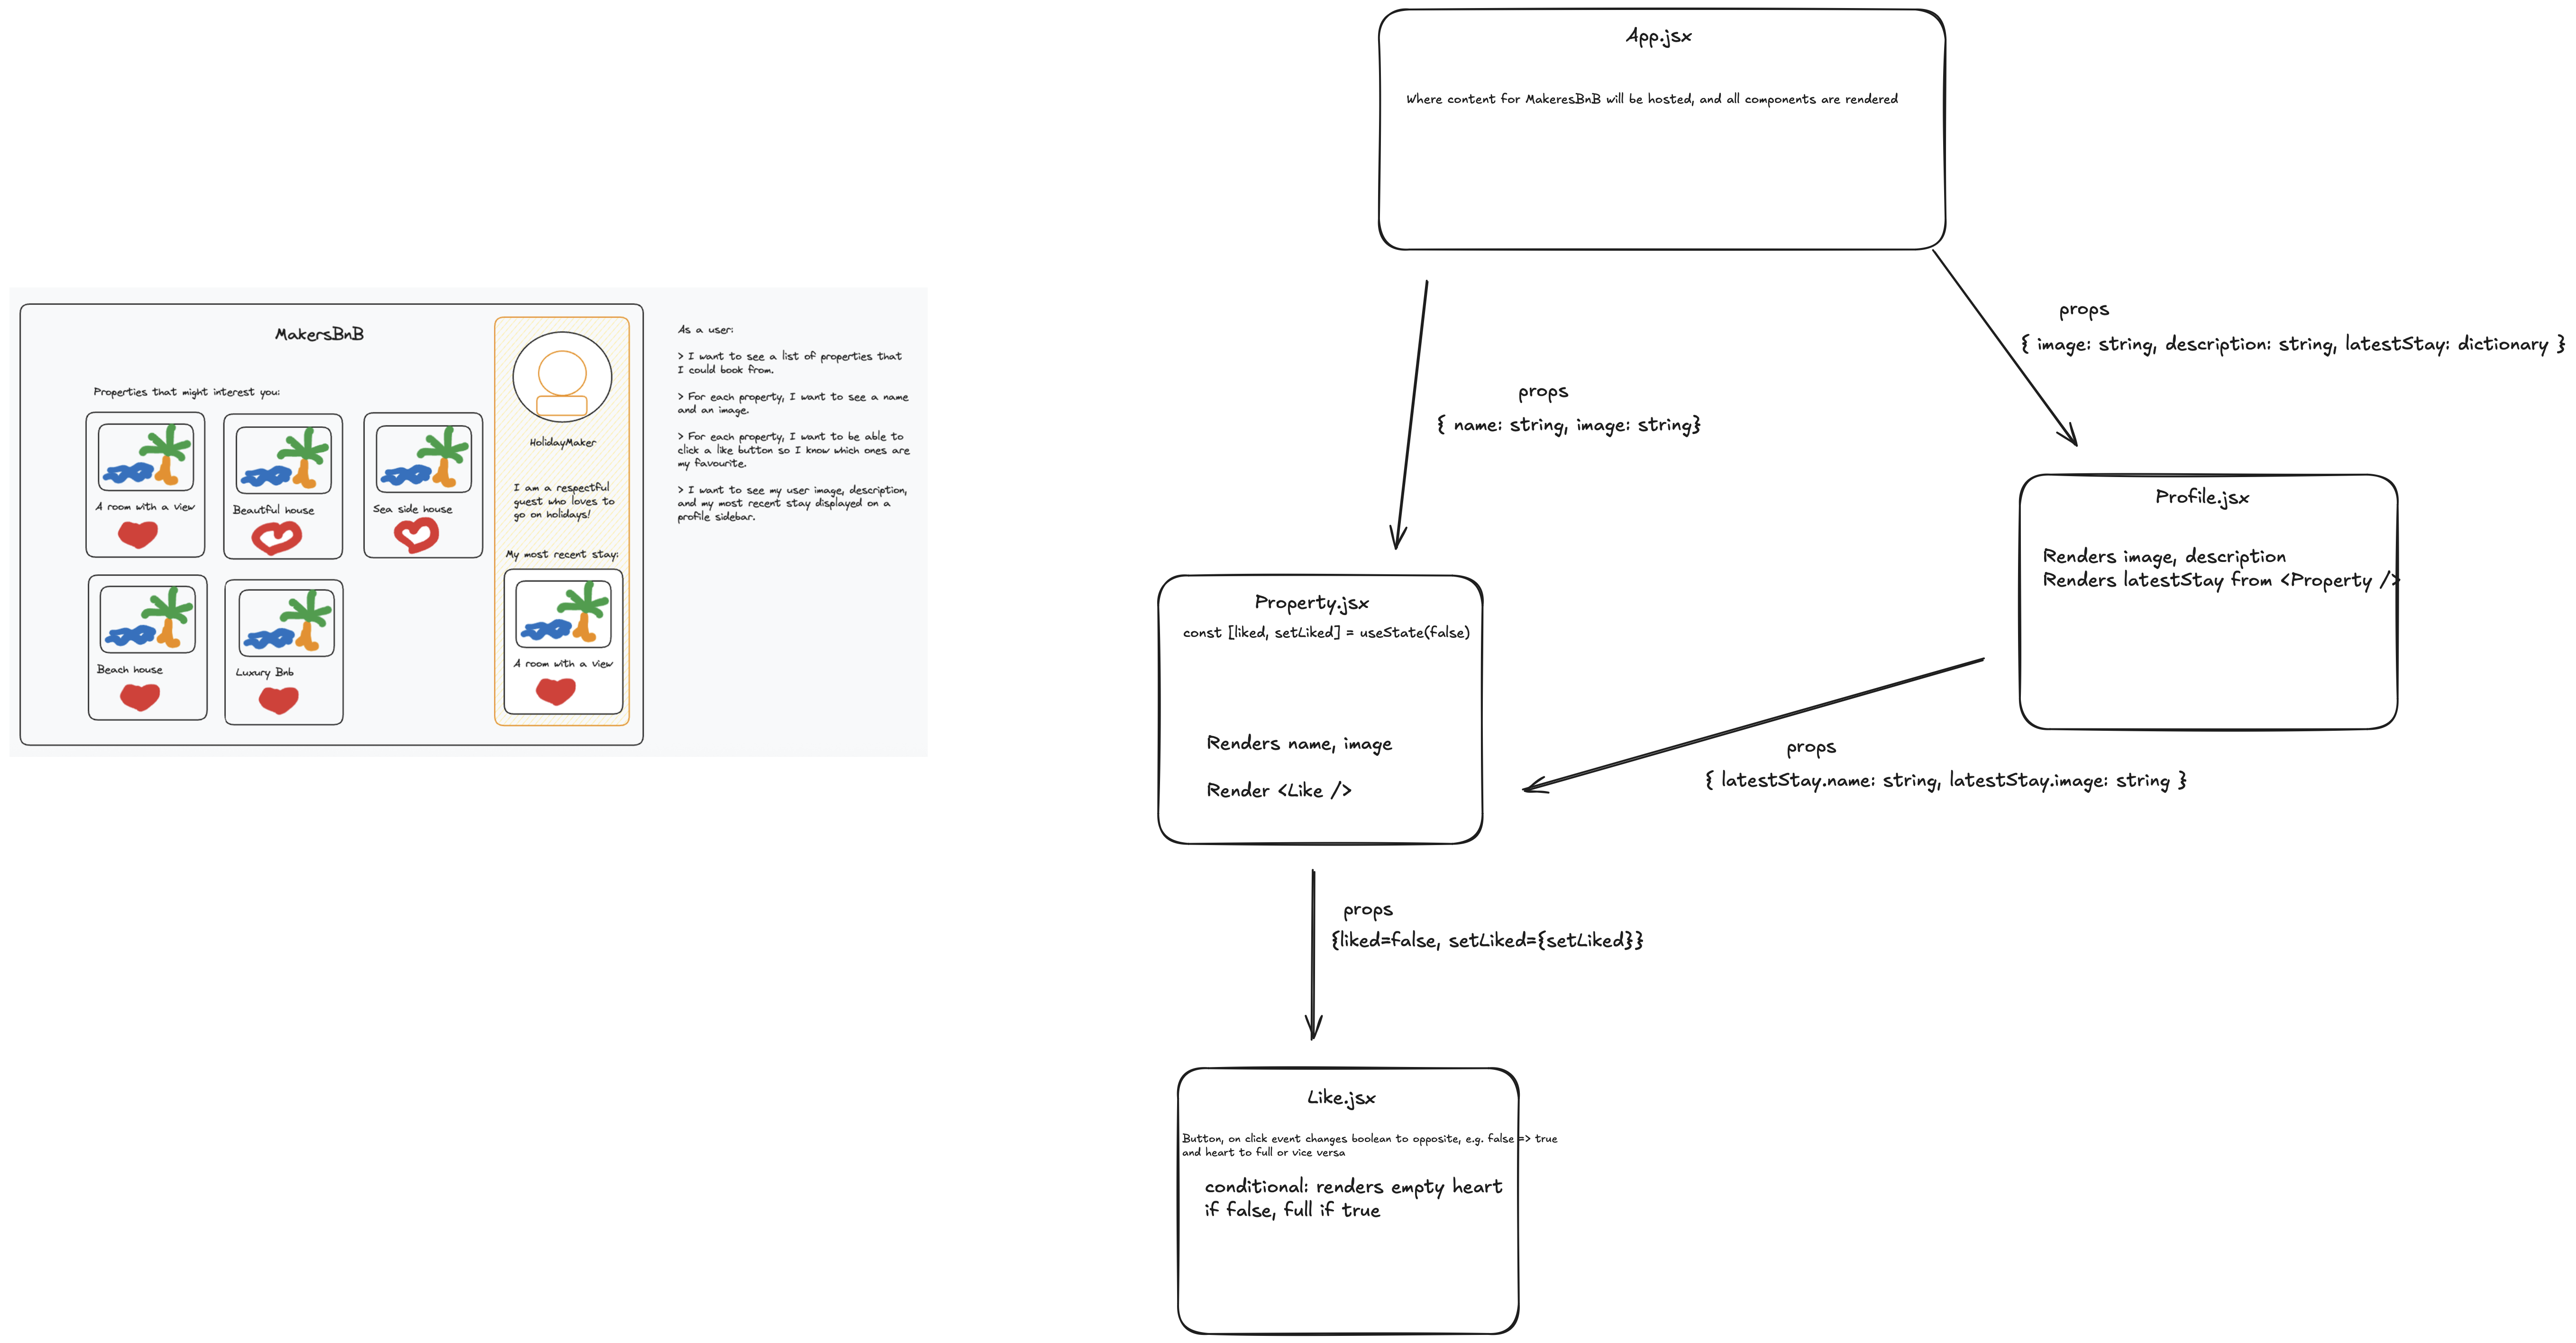 MakersBnB
Properties that might interest you:
A room with a view
Beautful house
Sea side house
Beach house
Luxury Bnb
HolidayMaker
I am a respectful
guest who loves to
go on holidays!
My most recent stay:
A room with a view
As a user:
> I want to see a list of properties that
I could book from.
> For each property, I want to see a name
and an image.
> For each property, I want to be able to
click a like button so I know which ones are
my favourite.
> I want to see my user image, description,
and my most recent stay displayed on a
profile sidebar.
App.jsx
Where content for MakeresBnB will be hosted, and all components are rendered
props
{ name: string, image: string}
props
{ image: string, description: string, latestStay: dictionary }
Property.jsx
const [liked, setLiked] = useState(false)
Renders name, image
Render <Like />
Profile.jsx
Renders image, description
Renders latestStay from <Property />
props
{ latestStay.name: string, latestStay.image: string }
props
{liked=false, setLiked={setLiked}}
Like.jsx
Button, on click event changes boolean to opposite, e.g. false => true
and heart to full or vice versa
conditional: renders empty heart
if false, full if true